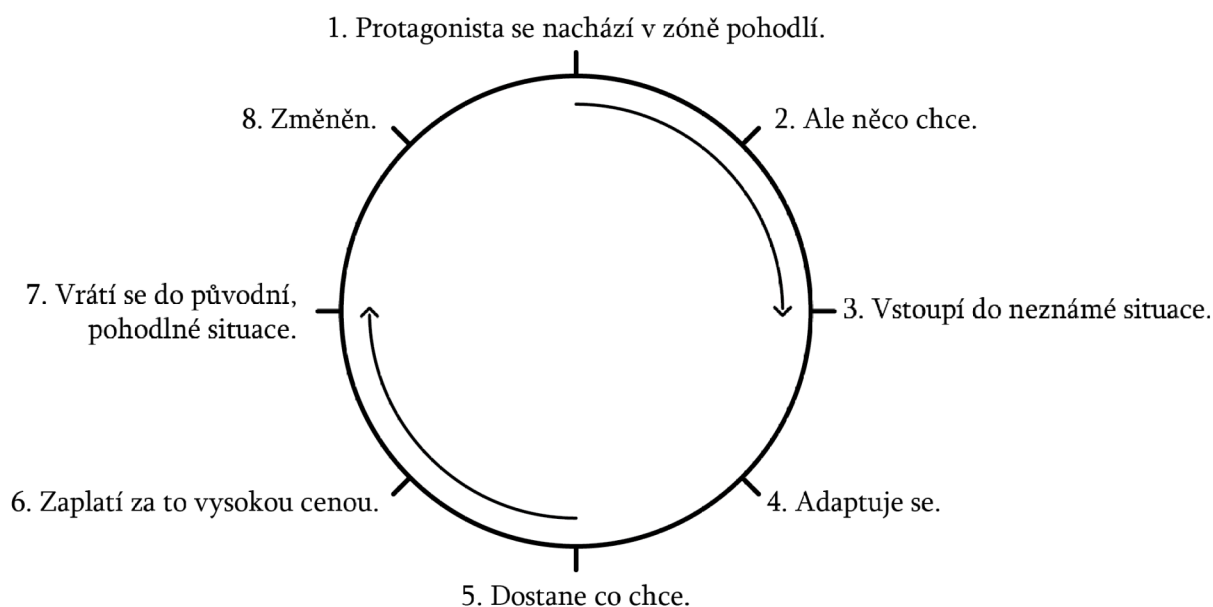 1. Protagonista se nachází v zóně pohodlí.
2. Ale něco chce.
3. Vstoupí do neznámé situace.
4. Adaptuje se.
5. Dostane co chce.
6. Zaplatí za to vysokou cenou.
7. Vrátí se do původní,
pohodlné situace.
8. Změněn.